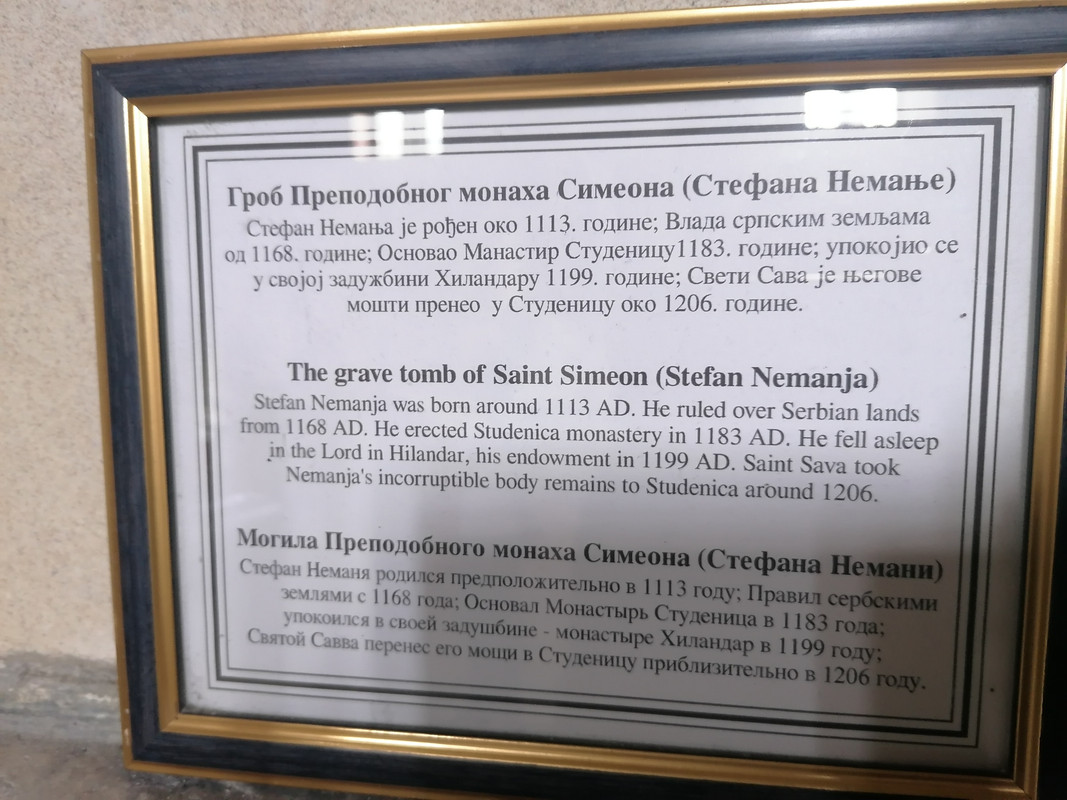 Гроб Преподобног монаха Симеона (Стефана Немање)
Стефан Немања је рођен око 1113. године; Влада српским земљама
од 1168. године; Основао Манастир Студеницу1183. године; упокојио се
у својој задужбини Хиландару 1199. године; Свети Сава је његове
мошти пренео у Студеницу око 1206. године.
The grave tomb of Saint Simeon (Stefan Nemanja)
Stefan Nemanja was born around 1113 AD. He ruled over Serbian lands
from 1168 AD. He erected Studenica monastery in 1183 AD. He fell asleep
in the Lord in Hilandar, his endowment in 1199 AD. Saint Sava took
Nemanja's incorruptible body remains to Studenica around 1206.
Могила Преподобного монаха Симеона (Стефана Немани)
Стефан Неманя родился предположительно в 1113 году; Правил сербскими
землями с 1168 года; Основал Монастырь Студеница в 1183 года;
упокоился в своей задушбине - монастыре Хиландар в 1199 году;
Святой Савва перенес его мощи в Студеницу приблизительно в 1206 году.